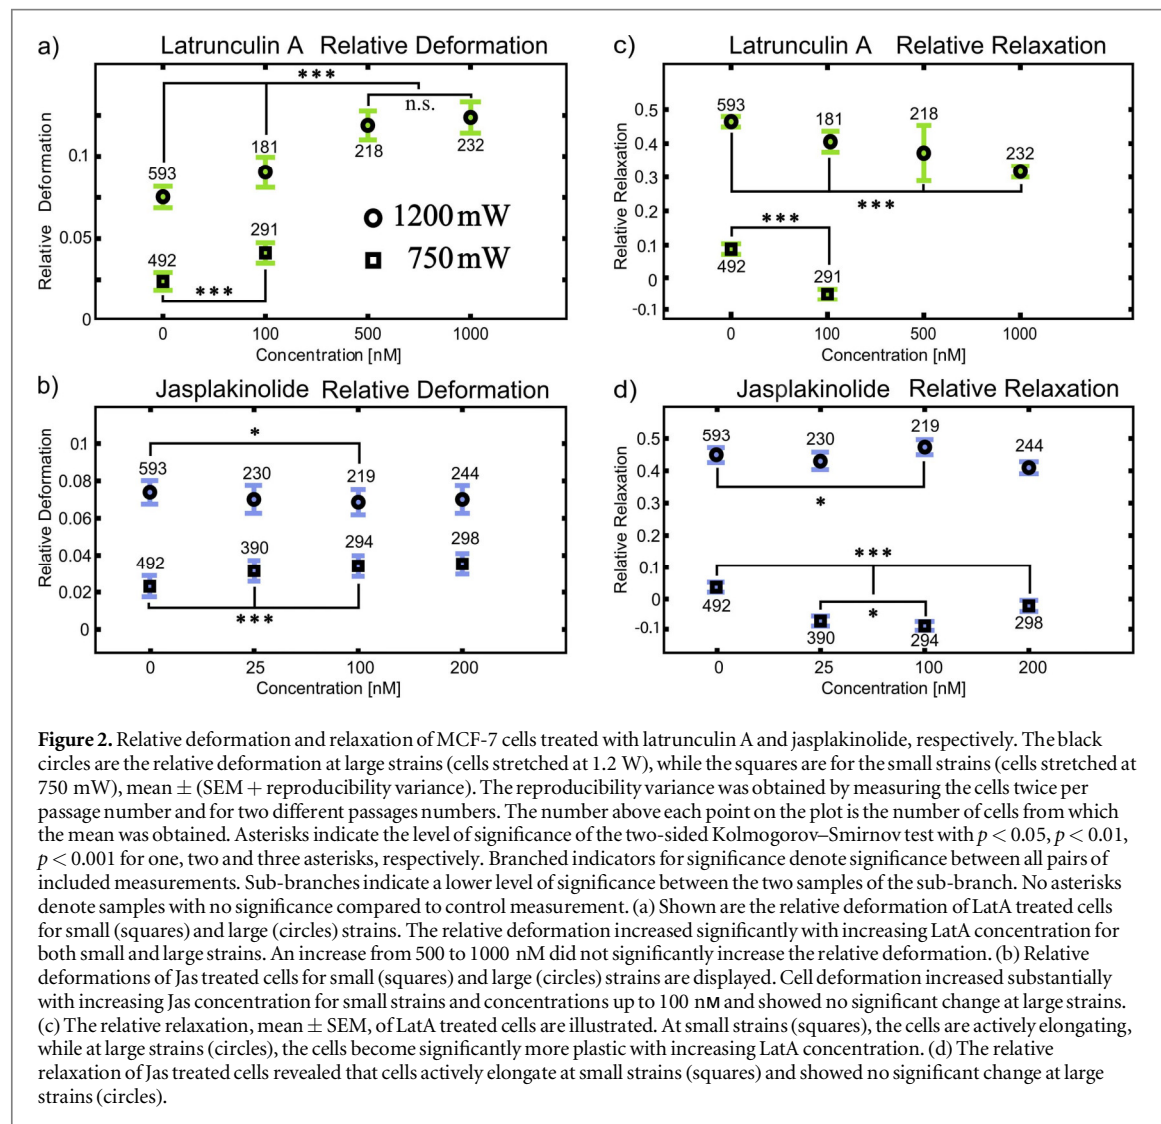 a) Latrunculin A Relative Deformation
***
n.s.
593 181 218 232
492 291
***
1200 mW
750 mW
Relative Deformation
0.1
0.05
0
0 100 500 1000
Concentration [nM]
c) Latrunculin A Relative Relaxation
0.5
0.4
0.3
0.2
0.1
0
-0.1
593 181 218 232
***
***
492 291
Relative Relaxation
0 100 500 1000
Concentration [nM]
b) Jasplakinolide Relative Deformation
0.1
0.08
0.06
0.04
0.02
0
*
593 230 219 244
492 390 294 298
***
Relative Deformation
0 25 100 200
Concentration [nM]
d) Jasplakinolide Relative Relaxation
0.5
0.4
0.3
0.2
0.1
0
-0.1
593 230 219 244
*
***
*
492 390 294 298
Relative Relaxation
0 25 100 200
Concentration [nM]
Figure 2. Relative deformation and relaxation of MCF-7 cells treated with latrunculin A and jasplakinolide, respectively. The black
circles are the relative deformation at large strains (cells stretched at 1.2 W), while the squares are for the small strains (cells stretched at
750 mW), mean ± (SEM + reproducibility variance). The reproducibility variance was obtained by measuring the cells twice per
passage number and for two different passages numbers. The number above each point on the plot is the number of cells from which
the mean was obtained. Asterisks indicate the level of significance of the two-sided Kolmogorov–Smirnov test with p < 0.05, p < 0.01,
p < 0.001 for one, two and three asterisks, respectively. Branched indicators for significance denote significance between all pairs of
included measurements. Sub-branches indicate a lower level of significance between the two samples of the sub-branch. No asterisks
denote samples with no significance compared to control measurement. (a) Shown are the relative deformation of LatA treated cells
for small (squares) and large (circles) strains. The relative deformation increased significantly with increasing LatA concentration for
both small and large strains. An increase from 500 to 1000 nM did not significantly increase the relative deformation. (b) Relative
deformations of Jas treated cells for small (squares) and large (circles) strains are displayed. Cell deformation increased substantially
with increasing Jas concentration for small strains and concentrations up to 100 nM and showed no significant change at large strains.
(c) The relative relaxation, mean ± SEM, of LatA treated cells are illustrated. At small strains (squares), the cells are actively elongating,
while at large strains (circles), the cells become significantly more plastic with increasing LatA concentration. (d) The relative
relaxation of Jas treated cells revealed that cells actively elongate at small strains (squares) and showed no significant change at large
strains (circles).